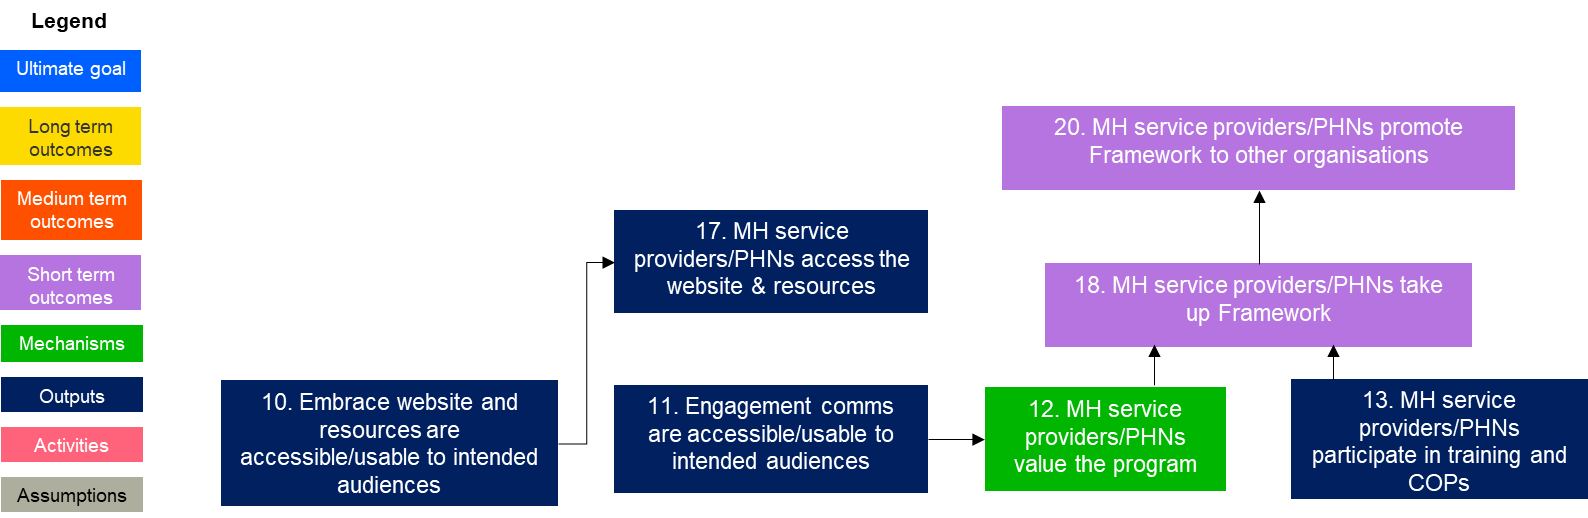 Legend
Ultimate goal
Long term
outcomes
Medium term
outcomes
Short term
outcomes
Mechanisms
Outputs
Activities
Assumptions
20. MH service providers/PHNs promote
Framework to other organisations
17. MH service
providers/PHNs access the
website & resources
18. MH service providers/PHNs take
up Framework
10. Embrace website and
resources are
accessible/usable to intended
audiences
11. Engagement comms
are accessible/usable to
intended audiences
12. MH service
providers/PHNs
value the program
13. MH service
providers/PHNs
participate in training and
COPs